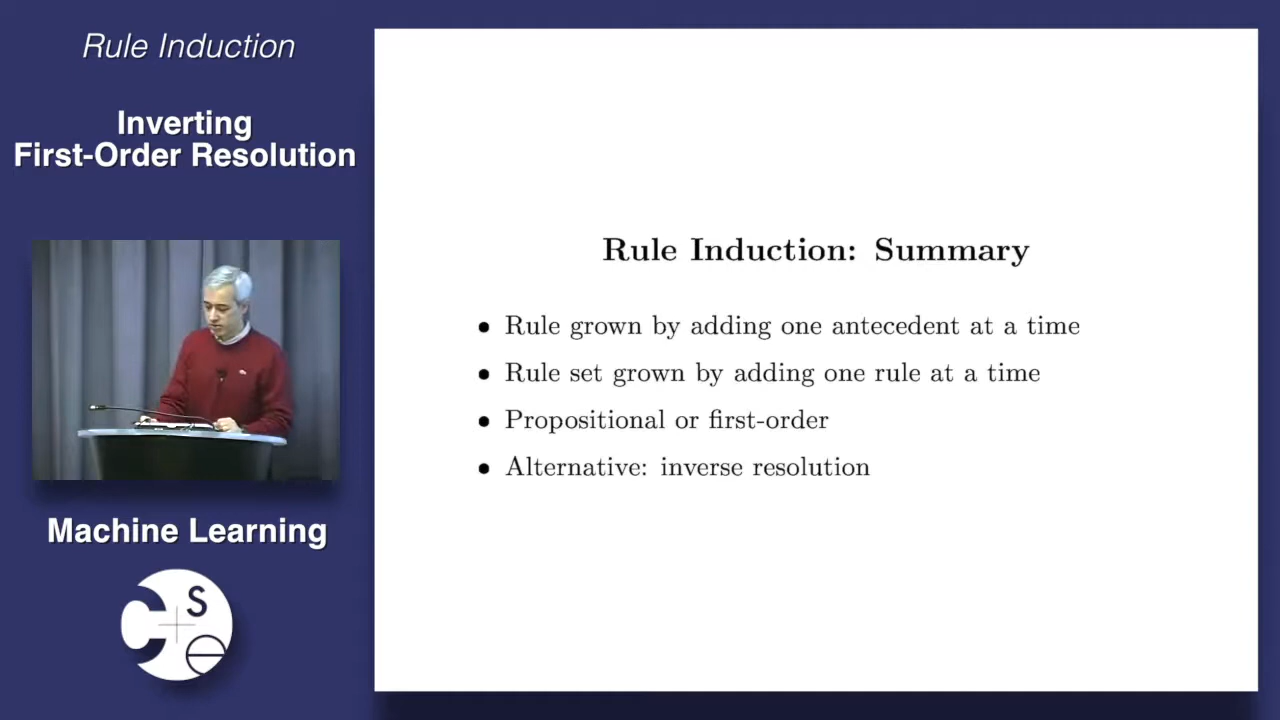 Rule Induction
Inverting
First-Order Resolution
Machine Learning
C S e
Rule Induction: Summary
• Rule grown by adding one antecedent at a time
• Rule set grown by adding one rule at a time
• Propositional or first-order
• Alternative: inverse resolution